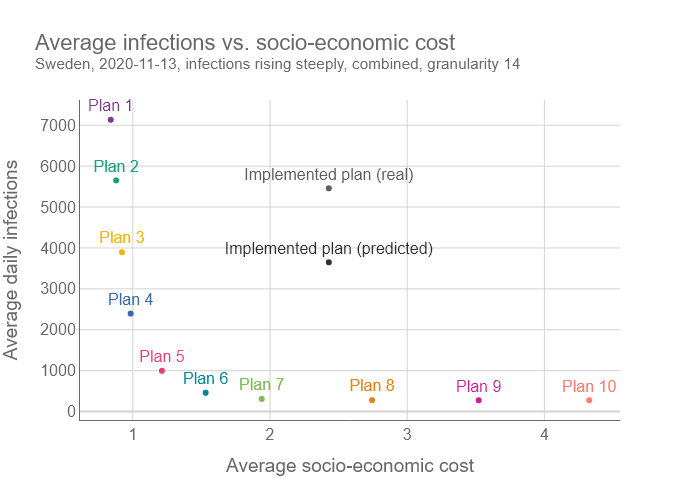 Average infections vs. socio-economic cost
Sweden, 2020-11-13, infections rising steeply, combined, granularity 14
Average daily infections
7000
6000
5000
4000
3000
2000
1000
0
Plan 1
Plan 2
Implemented plan (real)
Plan 3
Implemented plan (predicted)
Plan 4
Plan 5
Plan 6
Plan 7
Plan 8
Plan 9
Plan 10
1
2
3
4
Average socio-economic cost